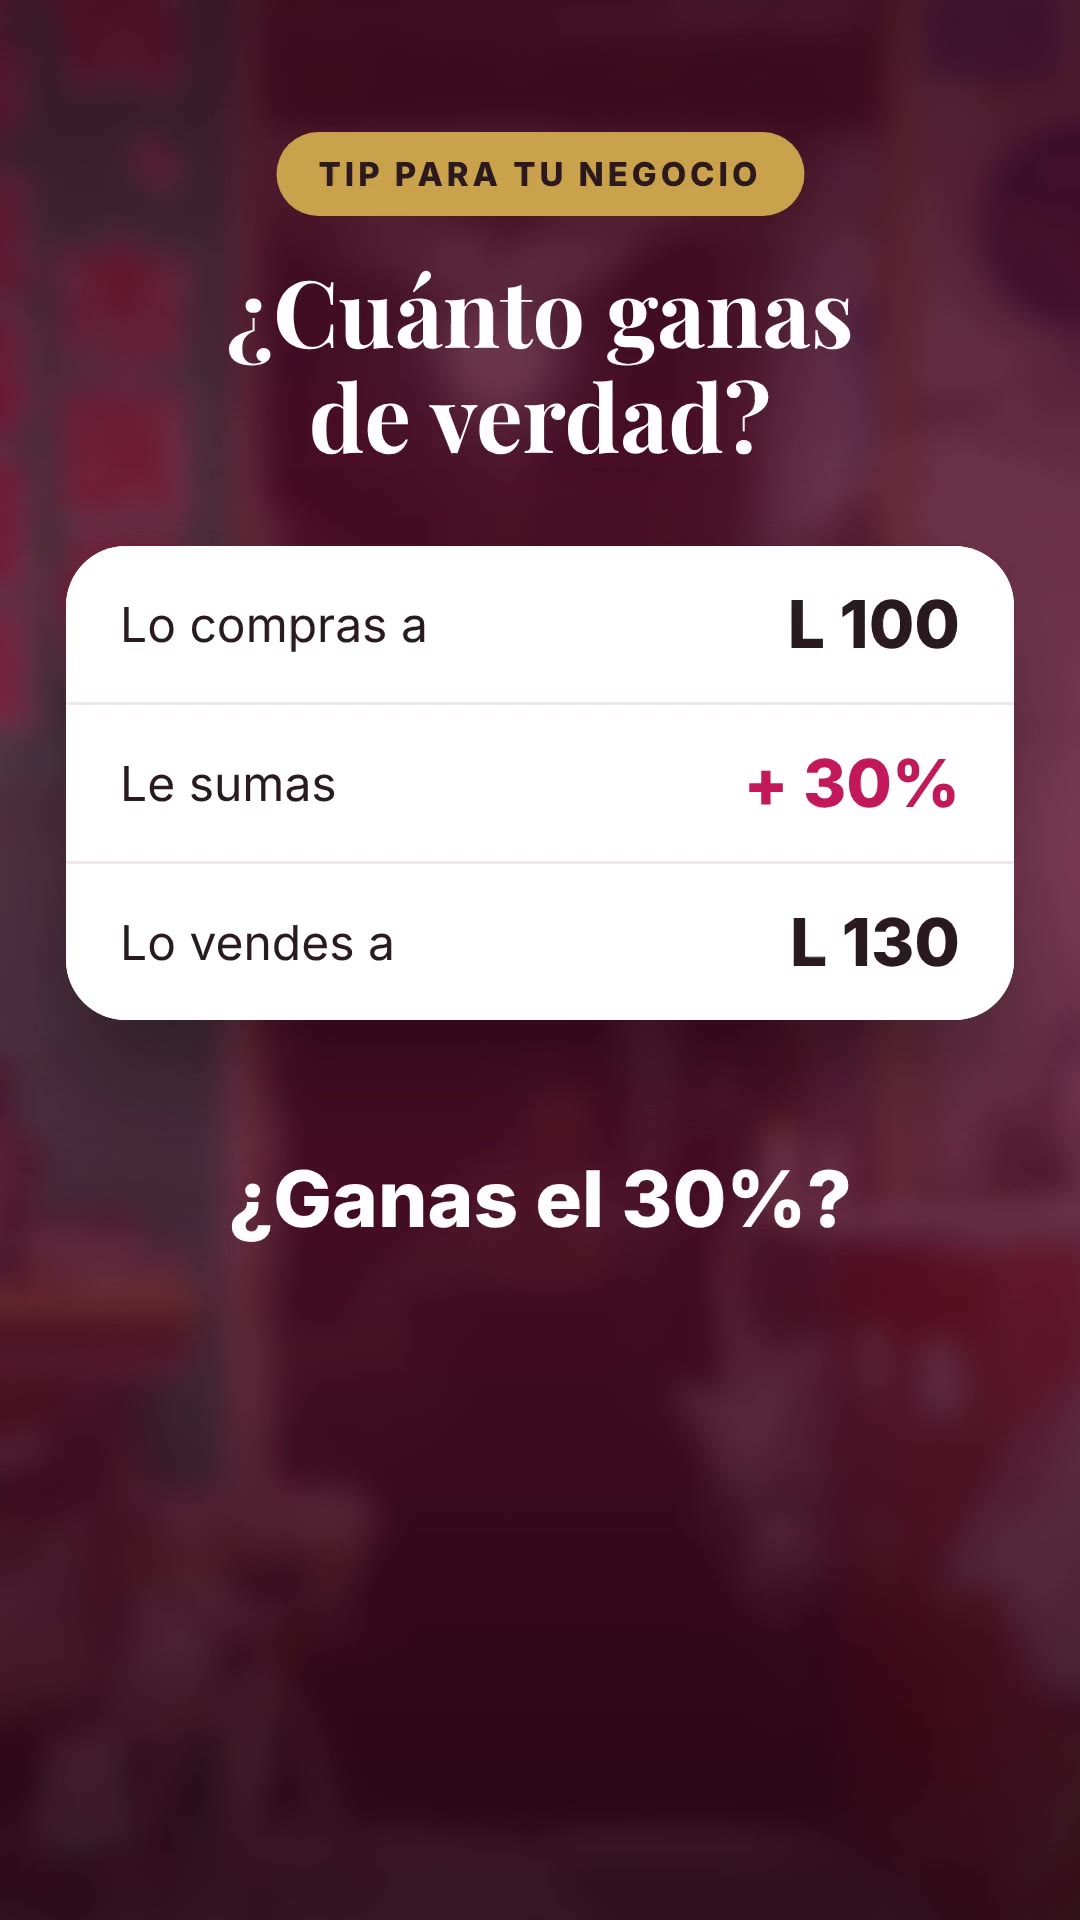 TIP PARA TU NEGOCIO
¿Cuánto ganas
de verdad?
Lo compras a L 100
Le sumas + 30%
Lo vendes a L 130
¿Ganas el 30%?